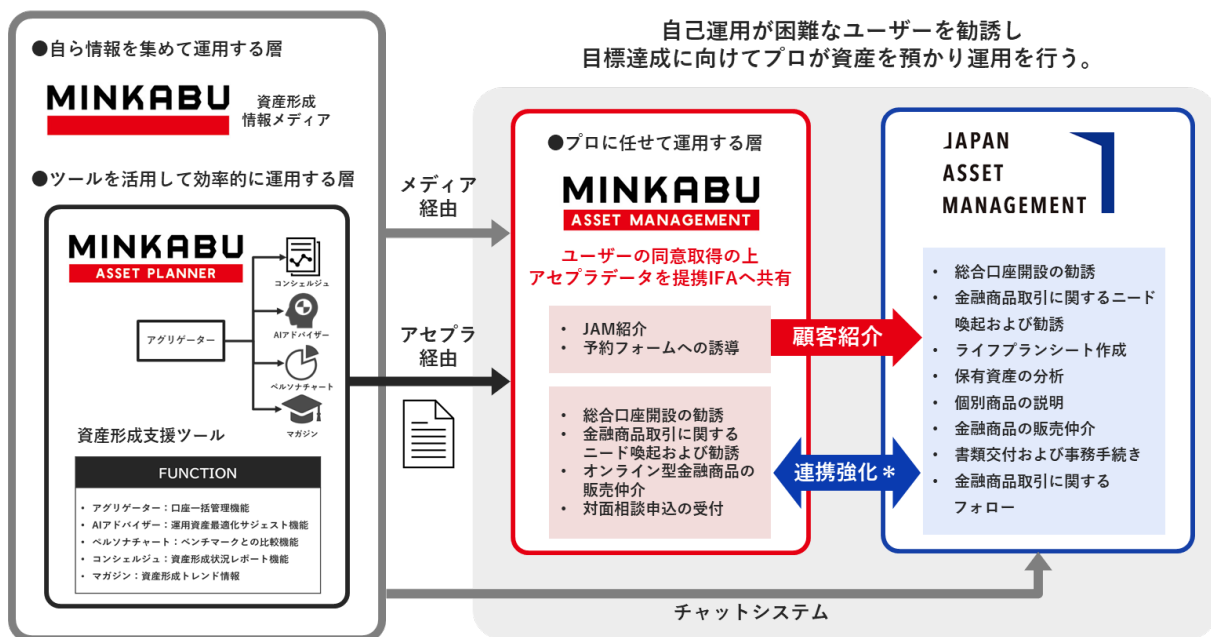 ●自ら情報を集めて運用する層
MINKABU
資産形成
情報メディア
●ツールを活用して効率的に運用する層
MINKABU
ASSET PLANNER
アグリゲーター
コンシェルジュ
AIアドバイザー
ペルソナチャート
マガジン
資産形成支援ツール
FUNCTION
・アグリゲーター：口座一括管理機能
・AIアドバイザー：運用資産最適化サジェスト機能
・ペルソナチャート：ベンチマークとの比較機能
・コンシェルジュ：資産形成状況レポート機能
・マガジン：資産形成トレンド情報
メディア
経由
アセプラ
経由
自己運用が困難なユーザーを勧誘し
目標達成に向けてプロが資産を預かり運用を行う。
●プロに任せて運用する層
MINKABU
ASSET MANAGEMENT
ユーザーの同意取得の上
アセプラデータを提携IFAへ共有
・JAM紹介
・予約フォームへの誘導
・総合口座開設の勧誘
・金融商品取引に関する
ニード喚起および勧誘
・オンライン型金融商品の
販売仲介
・対面相談申込の受付
顧客紹介
連携強化＊
JAPAN
ASSET
MANAGEMENT
・総合口座開設の勧誘
・金融商品取引に関するニード
喚起および勧誘
・ライフプランシート作成
・保有資産の分析
・個別商品の説明
・金融商品の販売仲介
・書類交付および事務手続き
・金融商品取引に関する
フォロー
チャットシステム